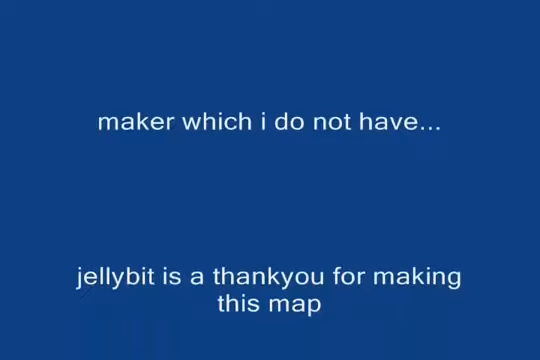 maker which i do not have...
jellybit is a thankyou for making
this map